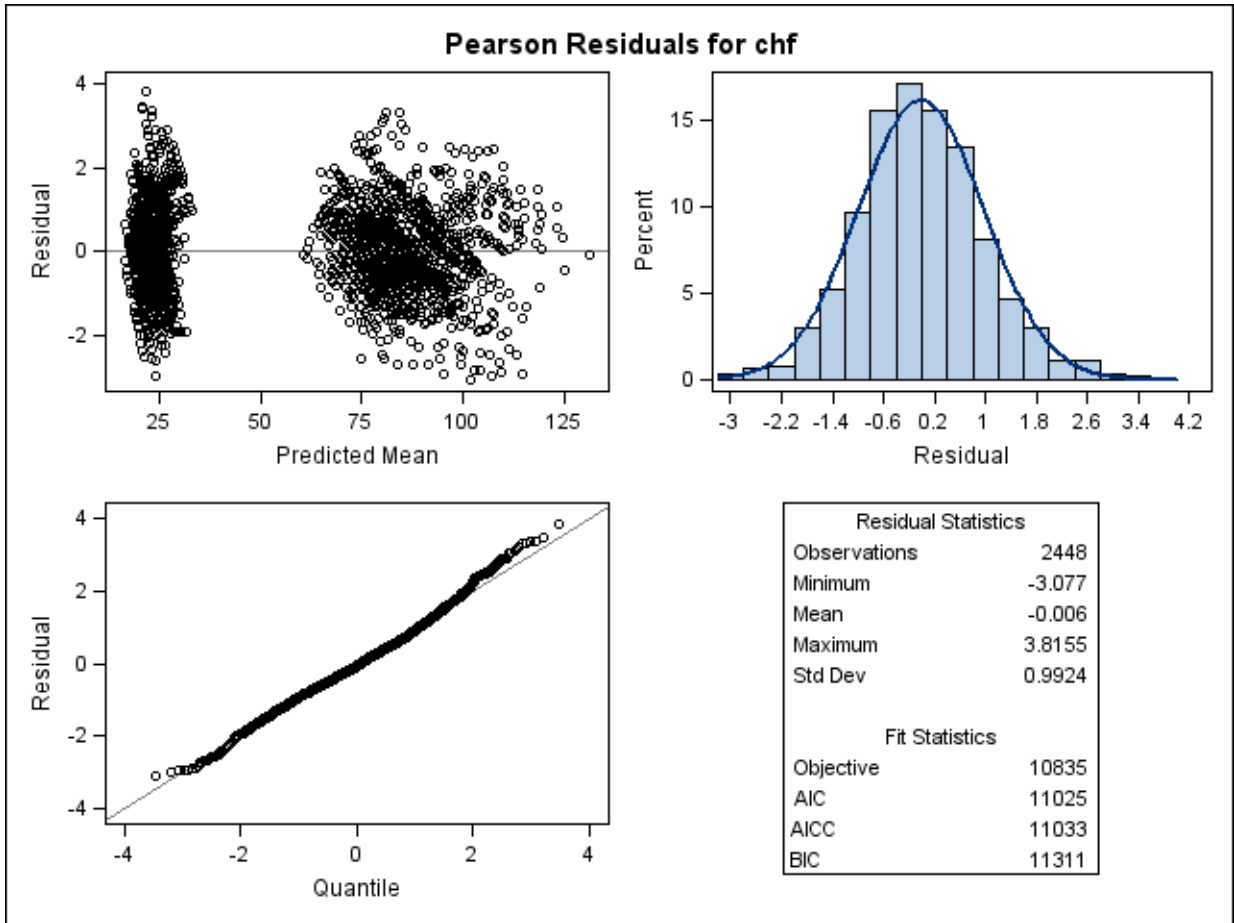 Pearson Residuals for chf
4
2
0
-2
Residual
25 50 75 100 125
Predicted Mean
15
10
5
0
Percent
-3 -2.2 -1.4 -0.6 0.2 1 1.8 2.6 3.4 4.2
Residual
4
2
0
-2
-4
Residual
-4 -2 0 2 4
Quantile
Residual Statistics
Observations 2448
Minimum -3.077
Mean -0.006
Maximum 3.8155
Std Dev 0.9924
Fit Statistics
Objective 10835
AIC 11025
AICC 11033
BIC 11311